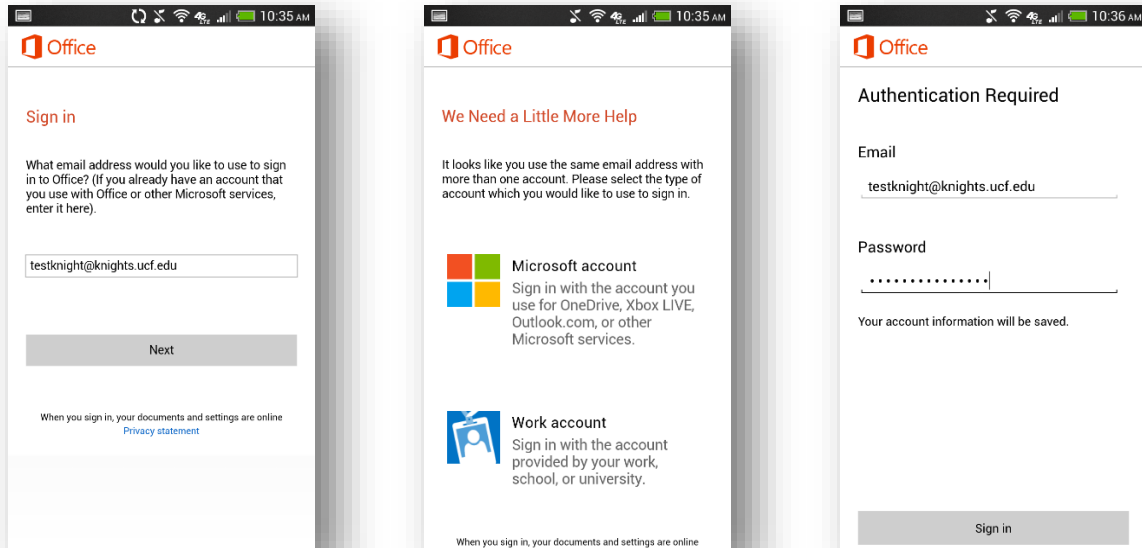 10:35 AM
Office
Sign in
What email address would you like to use to sign
in to Office? (If you already have an account that
you use with Office or other Microsoft services,
enter it here).
testknight@knights.ucf.edu
Next
When you sign in, your documents and settings are online
Privacy statement
4G LTE 10:35 AM
Office
We Need a Little More Help
It looks like you use the same email address with
more than one account. Please select the type of
account which you would like to use to sign in.
Microsoft account
Sign in with the account you
use for OneDrive, Xbox LIVE,
Outlook.com, or other
Microsoft services.
Work account
Sign in with the account
provided by your work,
school, or university.
When you sign in, your documents and settings are online
4G LTE 10:36 AM
Office
Authentication Required
Email
testknight@knights.ucf.edu
Password
Your account information will be saved.
Sign in